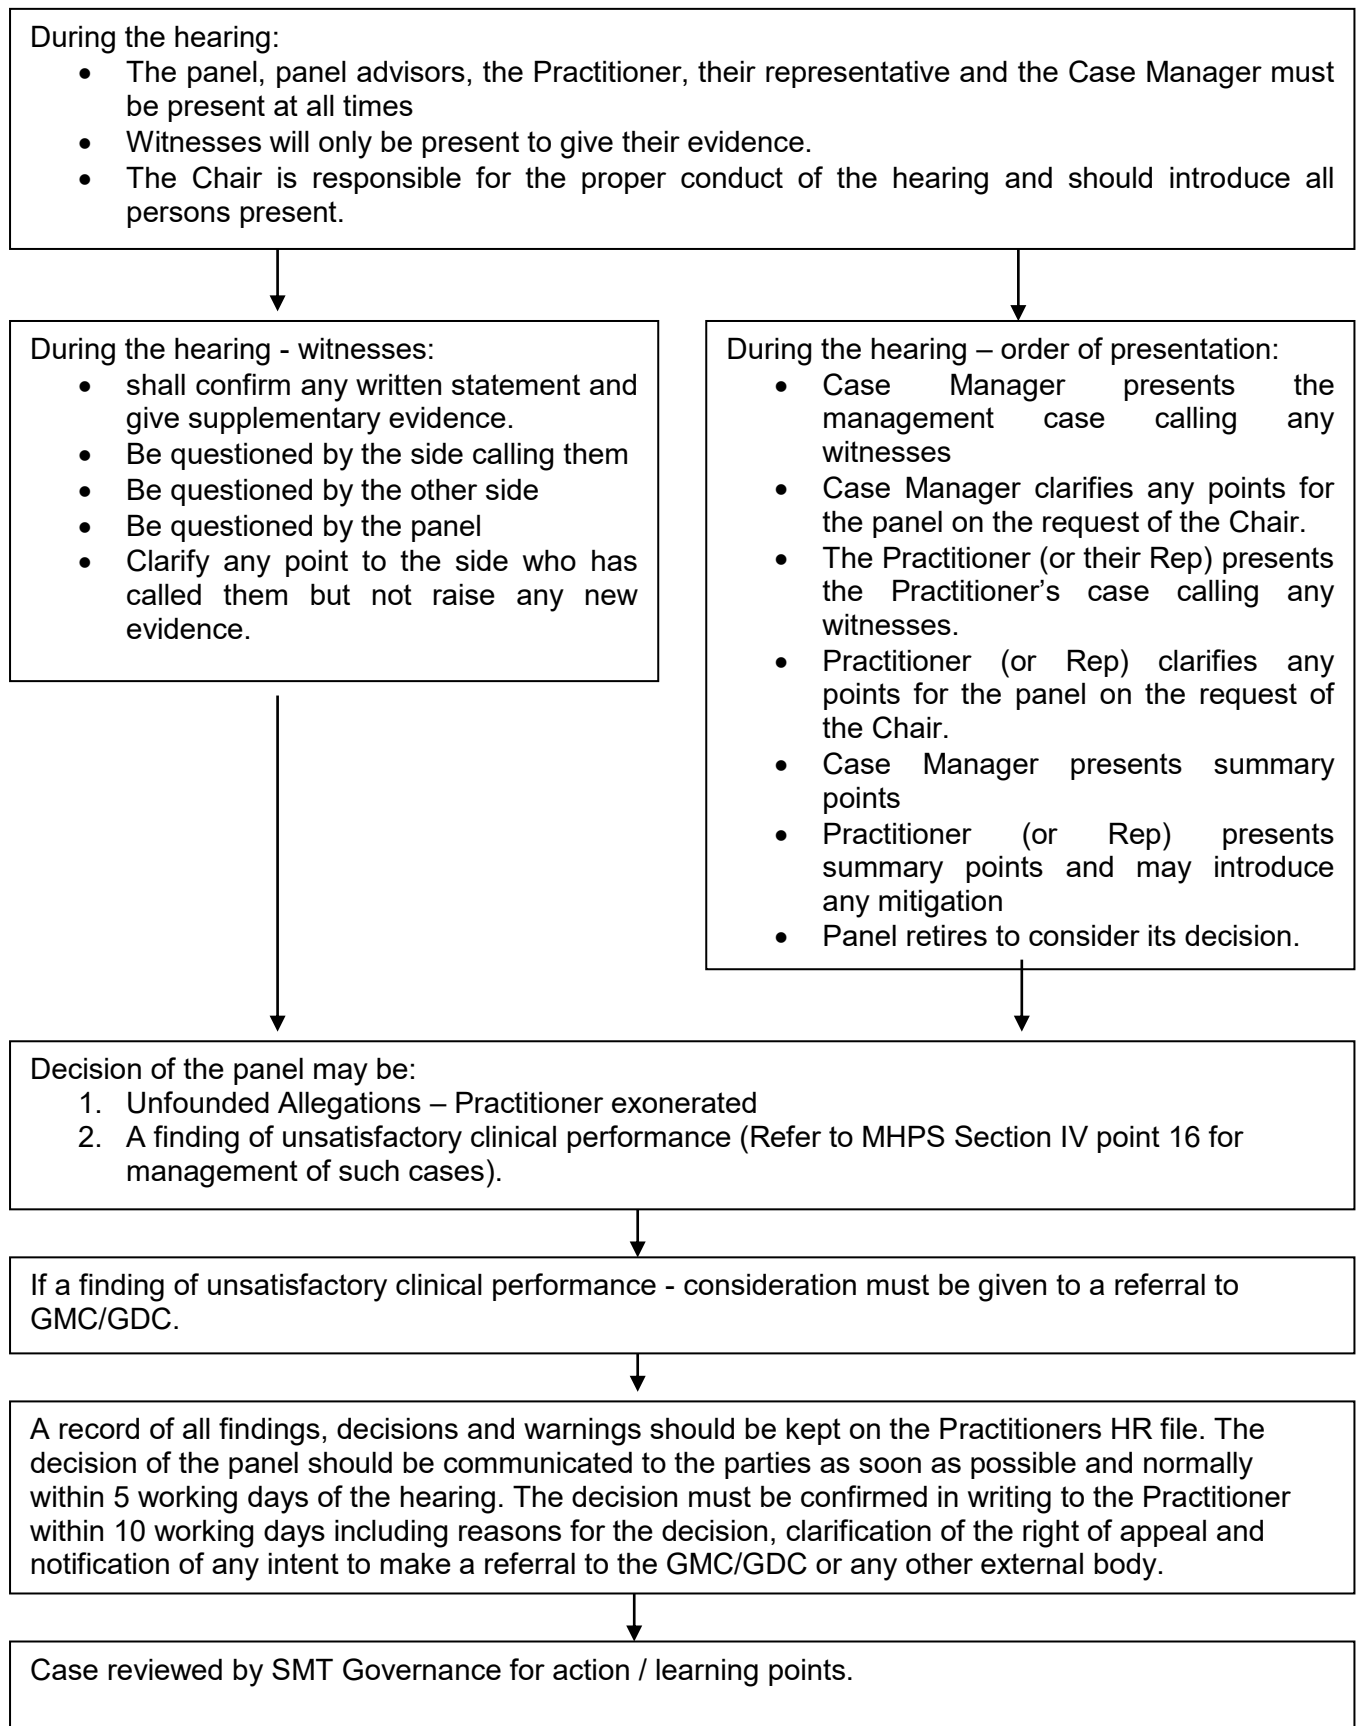 During the hearing:
• The panel, panel advisors, the Practitioner, their representative and the Case Manager must
be present at all times
• Witnesses will only be present to give their evidence.
• The Chair is responsible for the proper conduct of the hearing and should introduce all
persons present.
During the hearing - witnesses:
• shall confirm any written statement and
give supplementary evidence.
• Be questioned by the side calling them
• Be questioned by the other side
• Be questioned by the panel
• Clarify any point to the side who has
called them but not raise any new
evidence.
During the hearing – order of presentation:
• Case Manager presents the
management case calling any
witnesses
• Case Manager clarifies any points for
the panel on the request of the Chair.
• The Practitioner (or their Rep) presents
the Practitioner’s case calling any
witnesses.
• Practitioner (or Rep) clarifies any
points for the panel on the request of
the Chair.
• Case Manager presents summary
points
• Practitioner (or Rep) presents
summary points and may introduce
any mitigation
• Panel retires to consider its decision.
Decision of the panel may be:
1. Unfounded Allegations – Practitioner exonerated
2. A finding of unsatisfactory clinical performance (Refer to MHPS Section IV point 16 for
management of such cases).
If a finding of unsatisfactory clinical performance - consideration must be given to a referral to
GMC/GDC.
A record of all findings, decisions and warnings should be kept on the Practitioners HR file. The
decision of the panel should be communicated to the parties as soon as possible and normally
within 5 working days of the hearing. The decision must be confirmed in writing to the Practitioner
within 10 working days including reasons for the decision, clarification of the right of appeal and
notification of any intent to make a referral to the GMC/GDC or any other external body.
Case reviewed by SMT Governance for action / learning points.